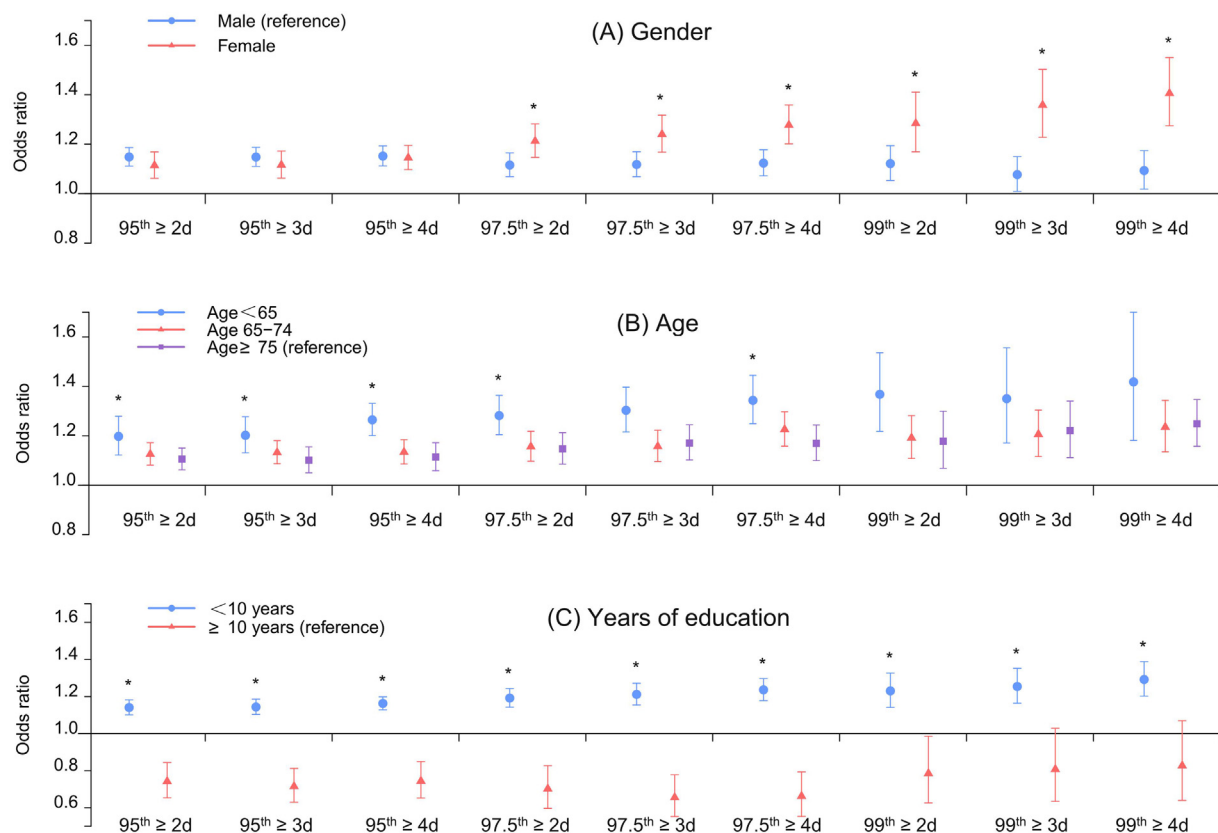 Male (reference)
Female
(A) Gender
Odds ratio
1.6
1.4
1.2
1.0
0.8
* * * * * *
95th ≥ 2d 95th ≥ 3d 95th ≥ 4d 97.5th ≥ 2d 97.5th ≥ 3d 97.5th ≥ 4d 99th ≥ 2d 99th ≥ 3d 99th ≥ 4d
Age<65
Age 65−74
Age≥ 75 (reference)
(B) Age
Odds ratio
1.6
1.4
1.2
1.0
0.8
* * * * *
95th ≥ 2d 95th ≥ 3d 95th ≥ 4d 97.5th ≥ 2d 97.5th ≥ 3d 97.5th ≥ 4d 99th ≥ 2d 99th ≥ 3d 99th ≥ 4d
<10 years
≥ 10 years (reference)
(C) Years of education
Odds ratio
1.6
1.4
1.2
1.0
0.8
0.6
* * * * * * * * *
95th ≥ 2d 95th ≥ 3d 95th ≥ 4d 97.5th ≥ 2d 97.5th ≥ 3d 97.5th ≥ 4d 99th ≥ 2d 99th ≥ 3d 99th ≥ 4d